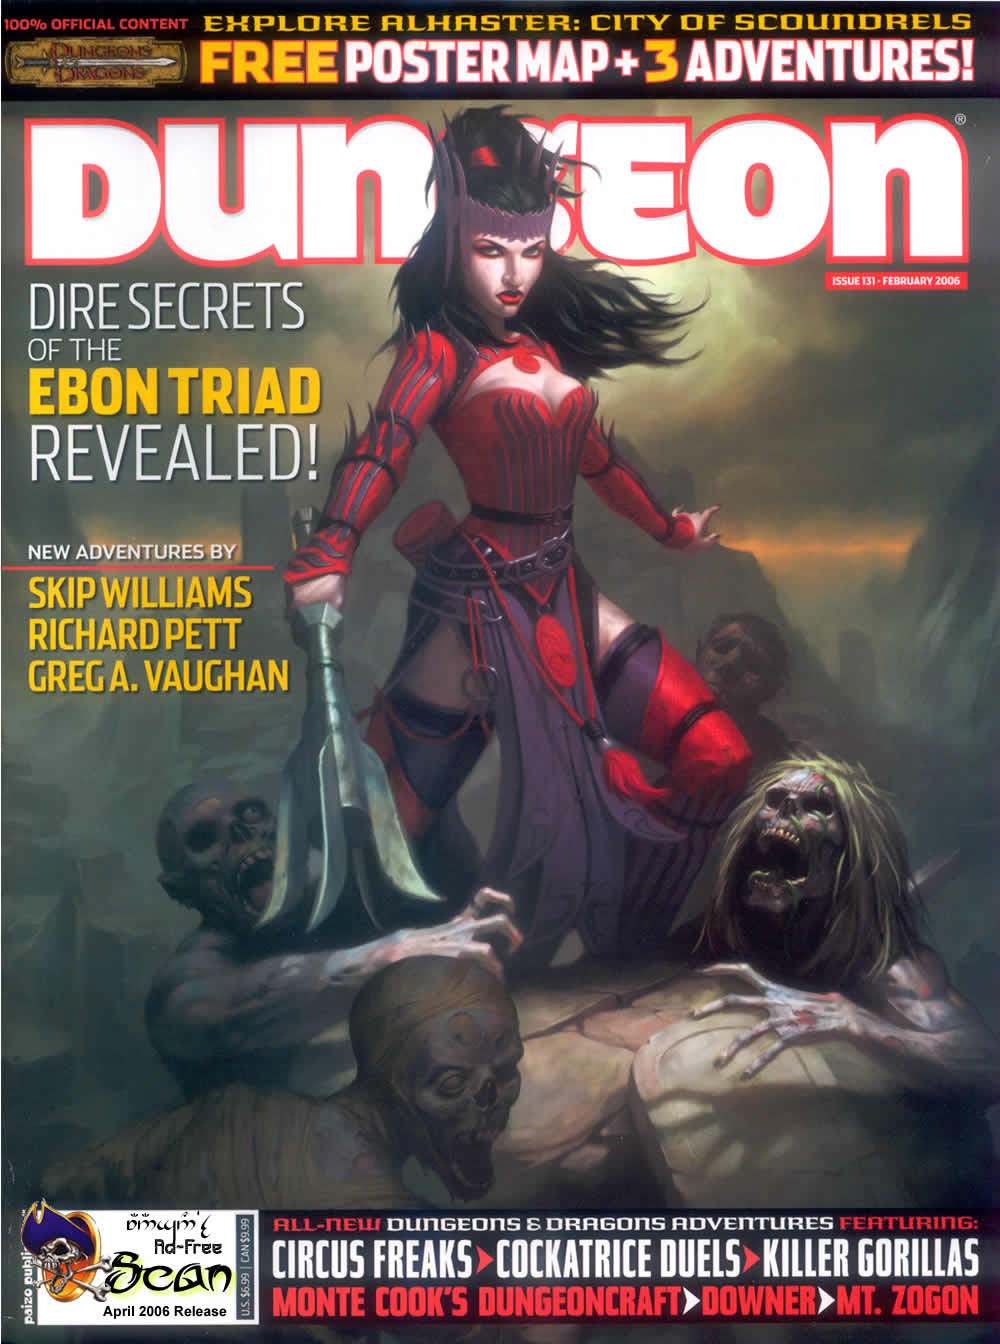 100% OFFICIAL CONTENT
DUNGEONS & DRAGONS
EXPLORE ALHASTER: CITY OF SCOUNDRELS
FREE POSTER MAP + 3 ADVENTURES!
DUNGEON®
ISSUE 131 • FEBRUARY 2006
DIRE SECRETS
OF THE
EBON TRIAD
REVEALED!
NEW ADVENTURES BY
SKIP WILLIAMS
RICHARD PETT
GREG A. VAUGHAN
paizo publi
Ad-Free
Scan
April 2006 Release
U.S. $6.99 | CAN $9.99
ALL-NEW DUNGEONS & DRAGONS ADVENTURES FEATURING:
CIRCUS FREAKS > COCKATRICE DUELS > KILLER GORILLAS
MONTE COOK'S DUNGEONCRAFT > DOWNER > MT. ZOGON